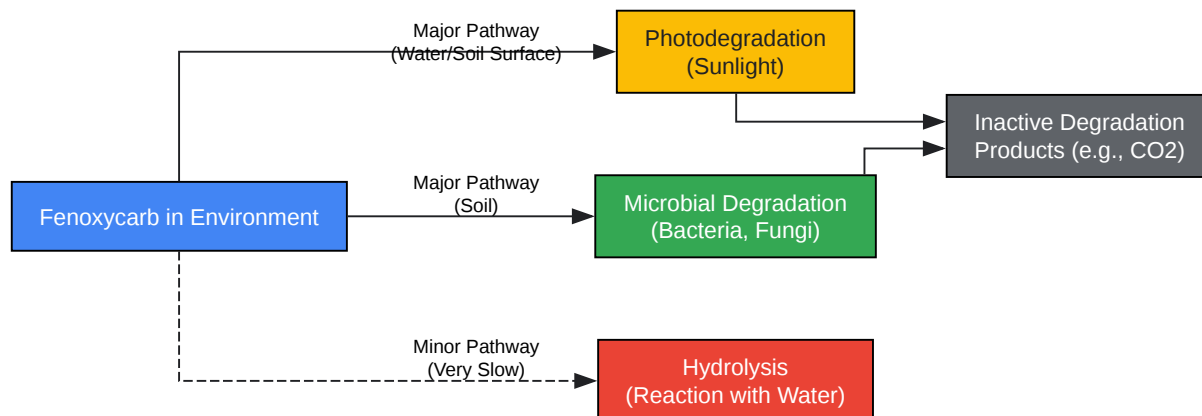 Major Pathway
(Water/Soil Surface)
Photodegradation
(Sunlight)
Inactive Degradation
Products (e.g., CO2)
Fenoxycarb in Environment
Major Pathway
(Soil)
Microbial Degradation
(Bacteria, Fungi)
Minor Pathway
(Very Slow)
Hydrolysis
(Reaction with Water)